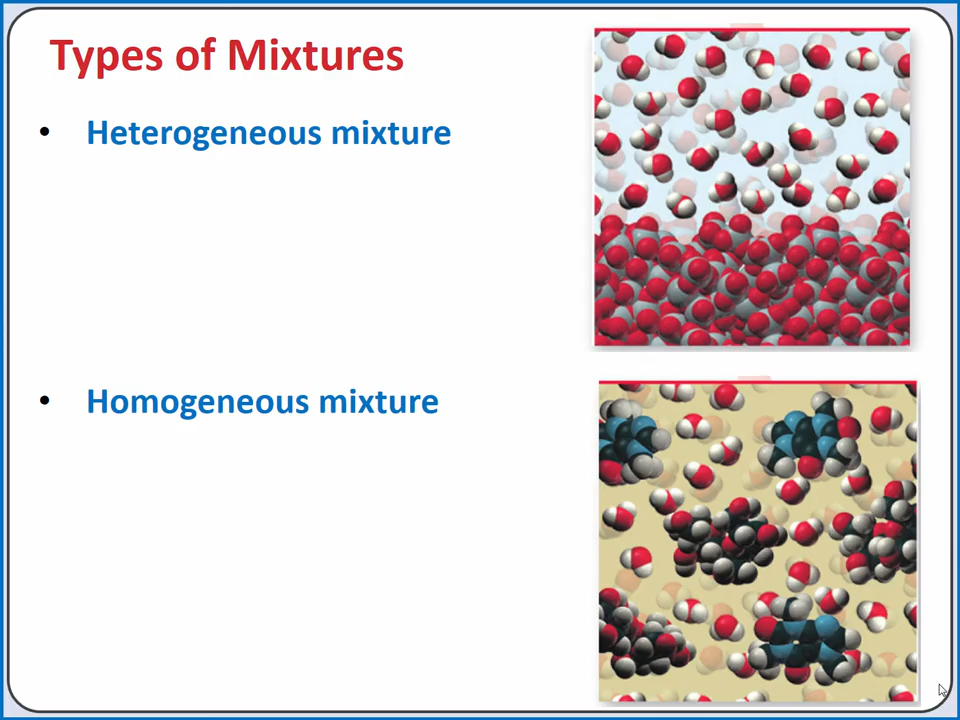 Types of Mixtures
• Heterogeneous mixture
• Homogeneous mixture